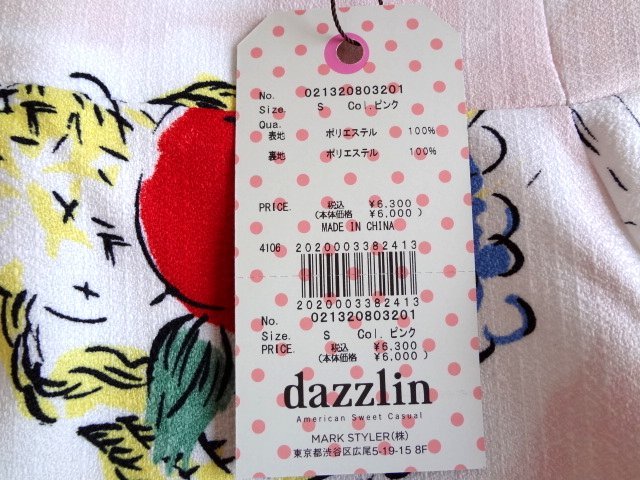 No. 021320803201
Size. S Col.ピンク
Qua.
表地 ポリエステル 100%
裏地 ポリエステル 100%
PRICE. 税込 ¥6.300
(本体価格 ¥6.000 )
MADE IN CHINA
4106 2020003382413
2020003382413
No. 021320803201
Size. S Col.ピンク
PRICE. 税込 ¥6.300
(本体価格 ¥6.000 )
dazzlin
American Sweet Casual
MARK STYLER(株)
東京都渋谷区広尾5-19-15 8F